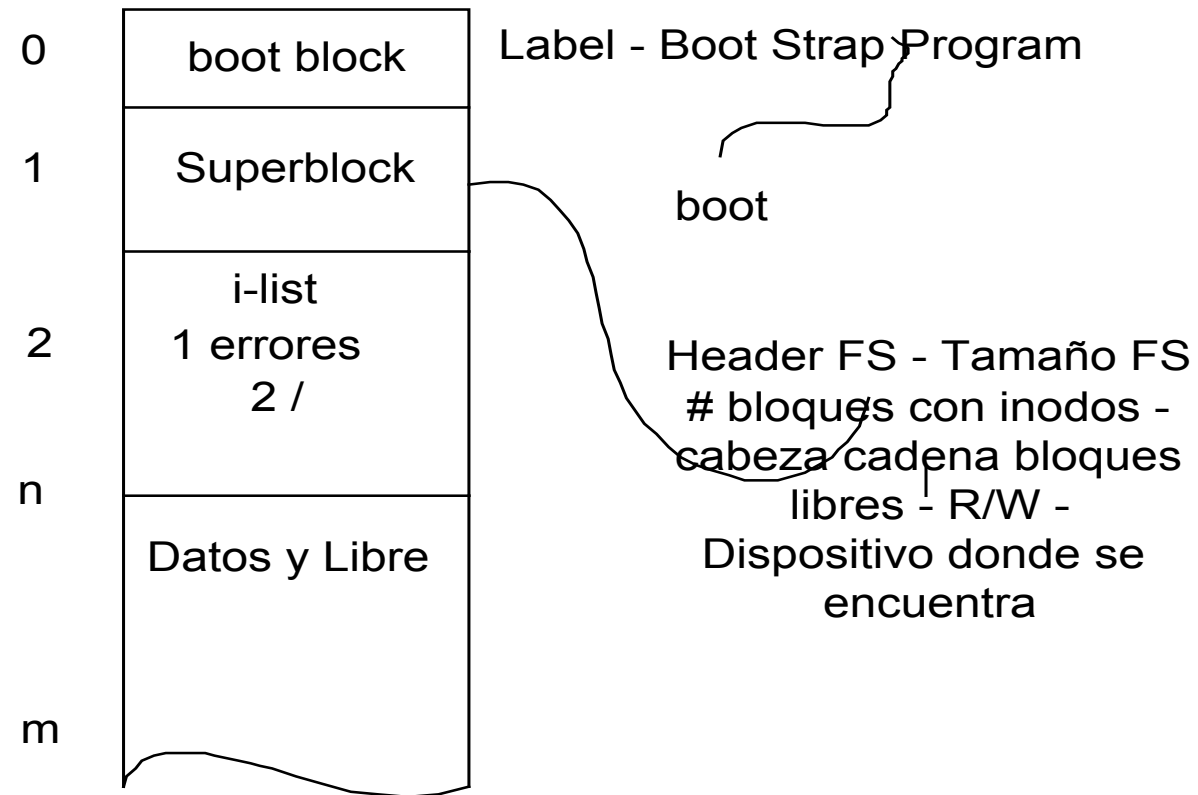 0
boot block
Label - Boot Strap Program
1
Superblock
boot
i-list
2
1 errores
2 /
Header FS - Tamaño FS
# bloques con inodos -
cabeza cadena bloques
libres - R/W -
Dispositivo donde se
encuentra
n
Datos y Libre
m